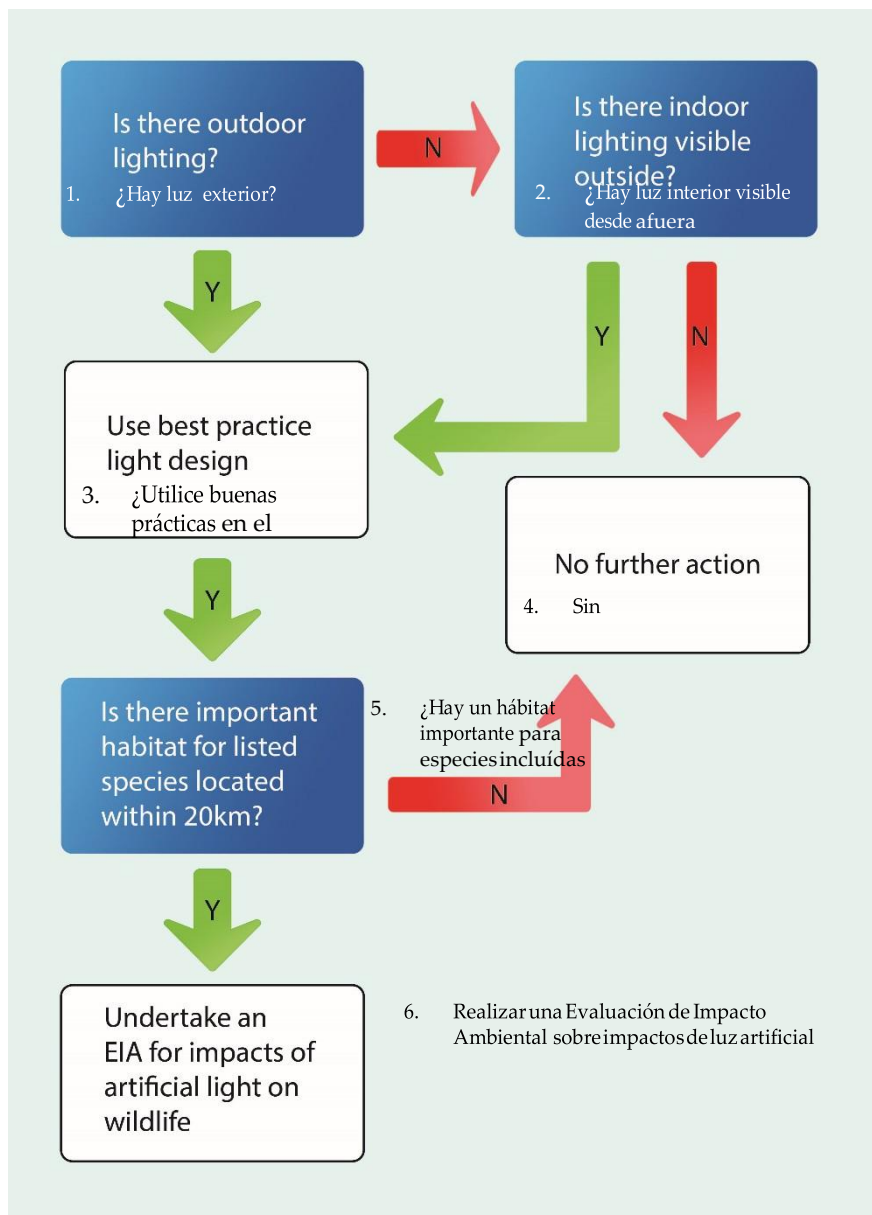 Is there outdoor
lighting?
1. ¿Hay luz exterior?
N
Is there indoor
lighting visible
outside?
2. ¿Hay luz interior visible
desde afuera
Y
Y
N
Use best practice
light design
3. ¿Utilice buenas
prácticas en el
No further action
4. Sin
Y
Is there important
habitat for listed
species located
within 20km?
5. ¿Hay un hábitat
importante para
especies incluídas
N
Y
Undertake an
EIA for impacts of
artificial light on
wildlife
6. Realizar una Evaluación de Impacto
Ambiental sobre impactos de luz artificial